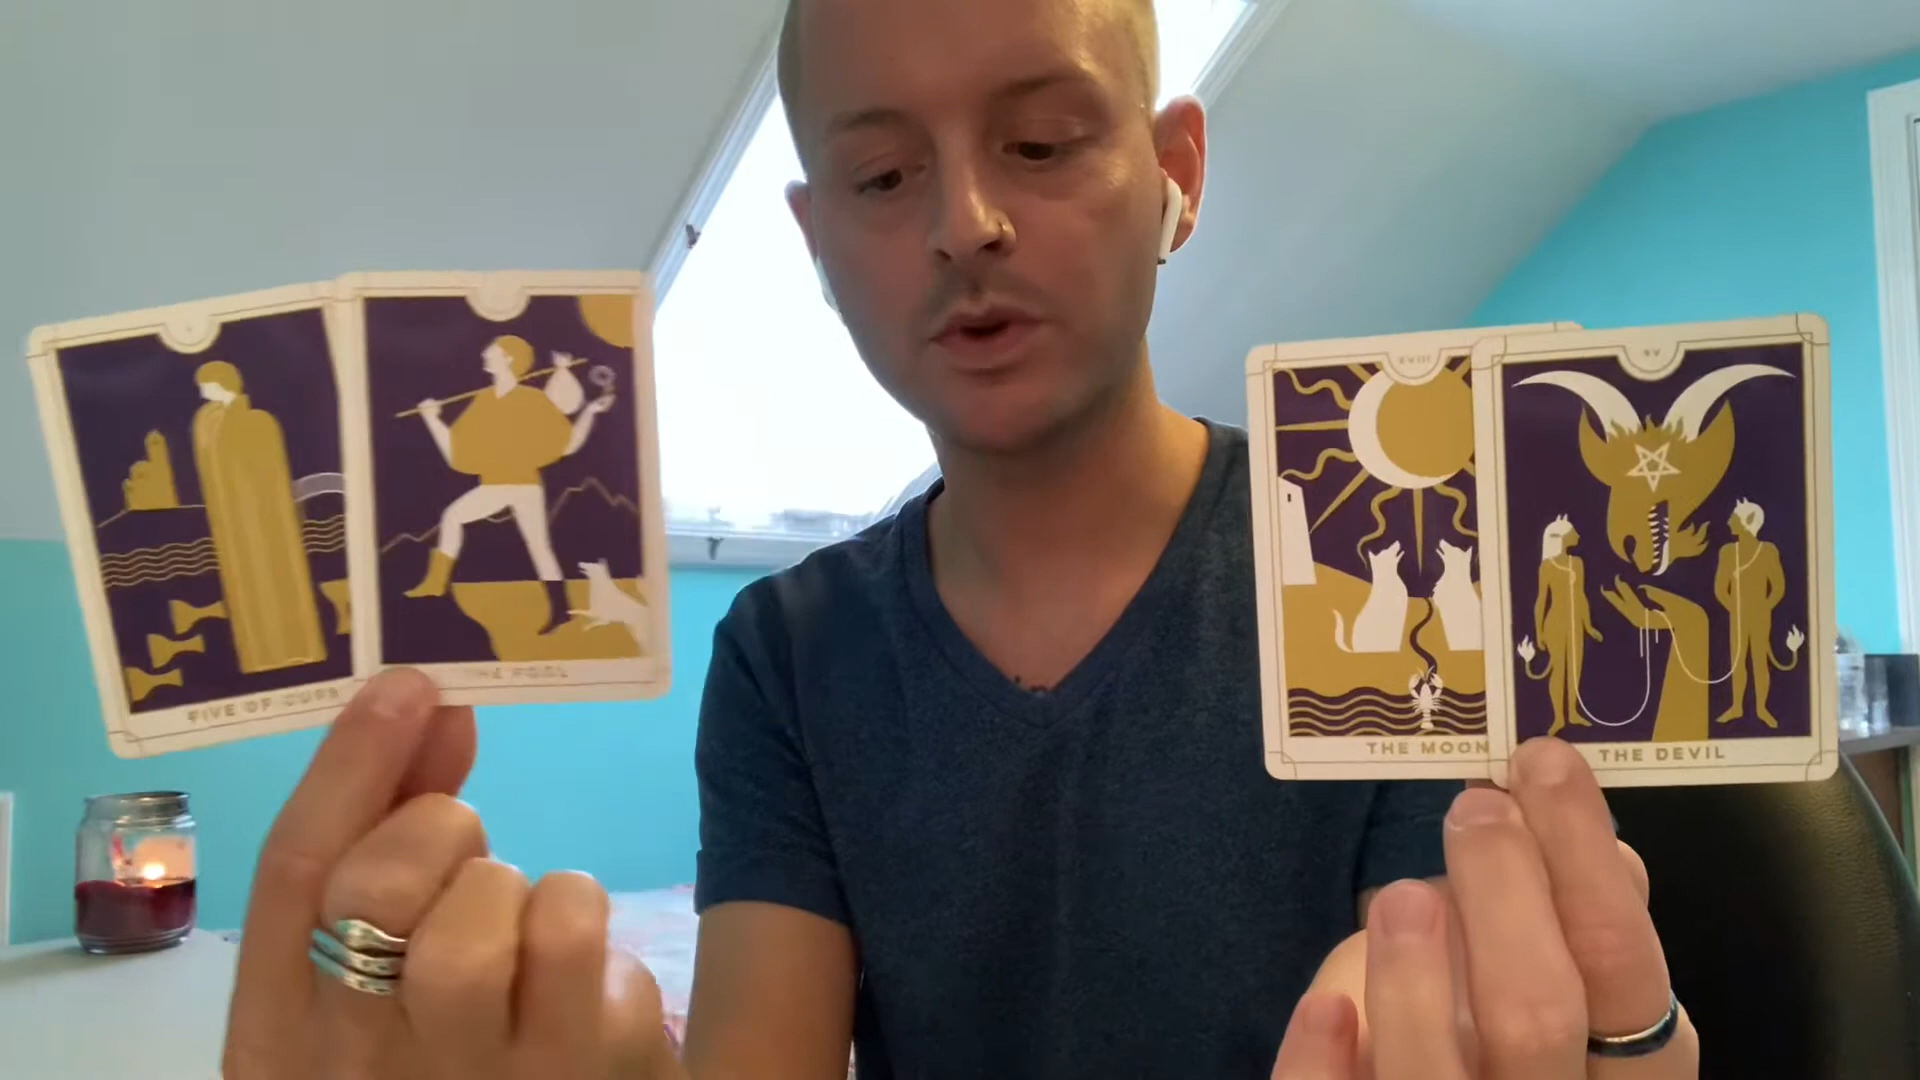 V
FIVE OF CUPS
THE FOOL
XVIII
THE MOON
XV
THE DEVIL